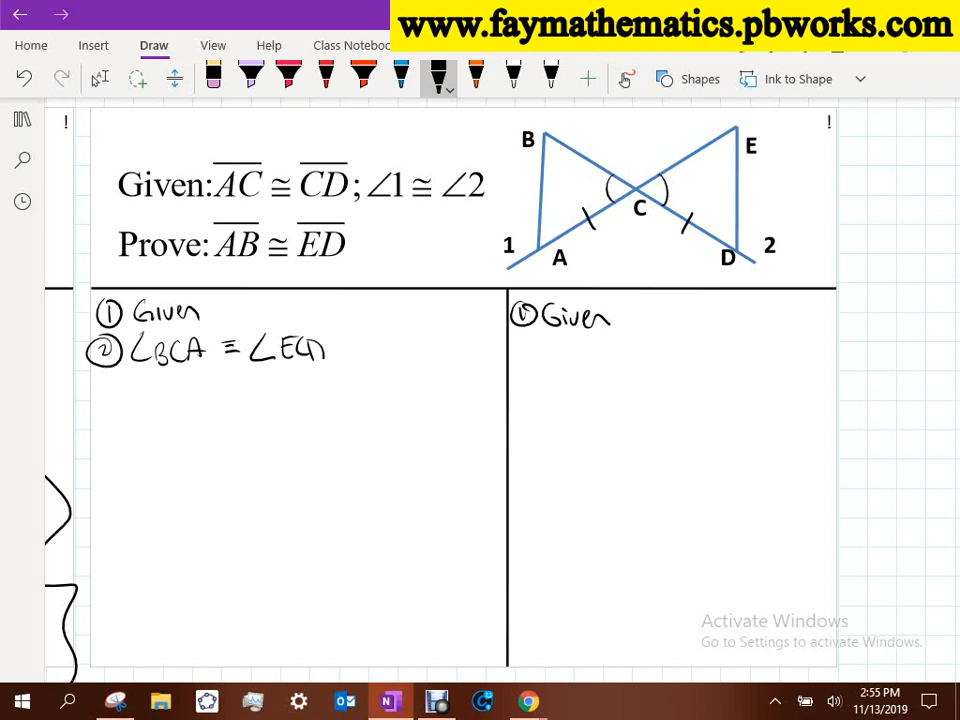 www.faymathematics.pbworks.com
Home Insert Draw View Help Class Notebook
Shapes Ink to Shape
! !
Given: AC ≅ CD ; ∠1 ≅ ∠2
Prove: AB ≅ ED
B E
C
1 A D 2
① Given ① Given
② ∠BCA ≅ ∠ECD
Activate Windows
Go to Settings to activate Windows.
2:55 PM
11/13/2019